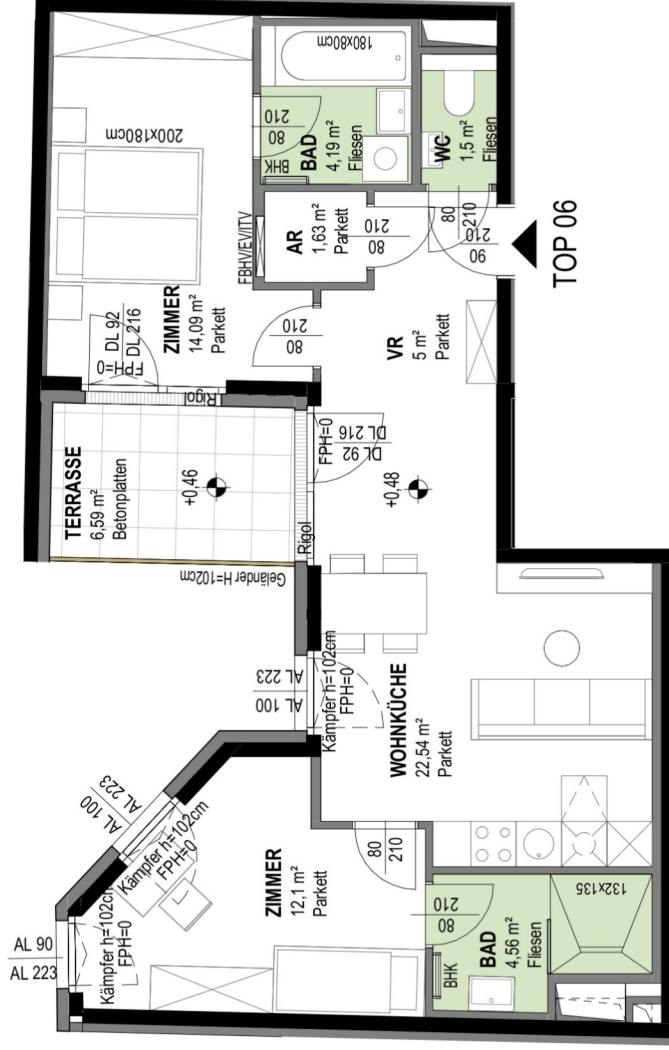 180x80cm
210
80
BHK
BAD
4,19 m²
Fliesen
WC
1,5 m²
Fliesen
200x180cm
FBHV/EV/ITV
AR
1,63 m²
Parkett
210
80
80
210
210
90
TOP 06
DL 92
DL 216
FPH=0
ZIMMER
14,09 m²
Parkett
210
80
VR
5 m²
Parkett
Rigol
TERRASSE
6,59 m²
Betonplatten
+0,46
FPH=0
DL 216
DL 92
+0,48
Rigol
Geländer H=102cm
AL 223
AL 100
Kämpfer h=102cm
FPH=0
WOHNKÜCHE
22,54 m²
Parkett
AL 223
AL 100
Kämpfer h=102cm
FPH=0
AL 90
AL 223
Kämpfer h=102cm
FPH=0
ZIMMER
12,1 m²
Parkett
80
210
210
80
BHK
BAD
4,56 m²
Fliesen
132x135